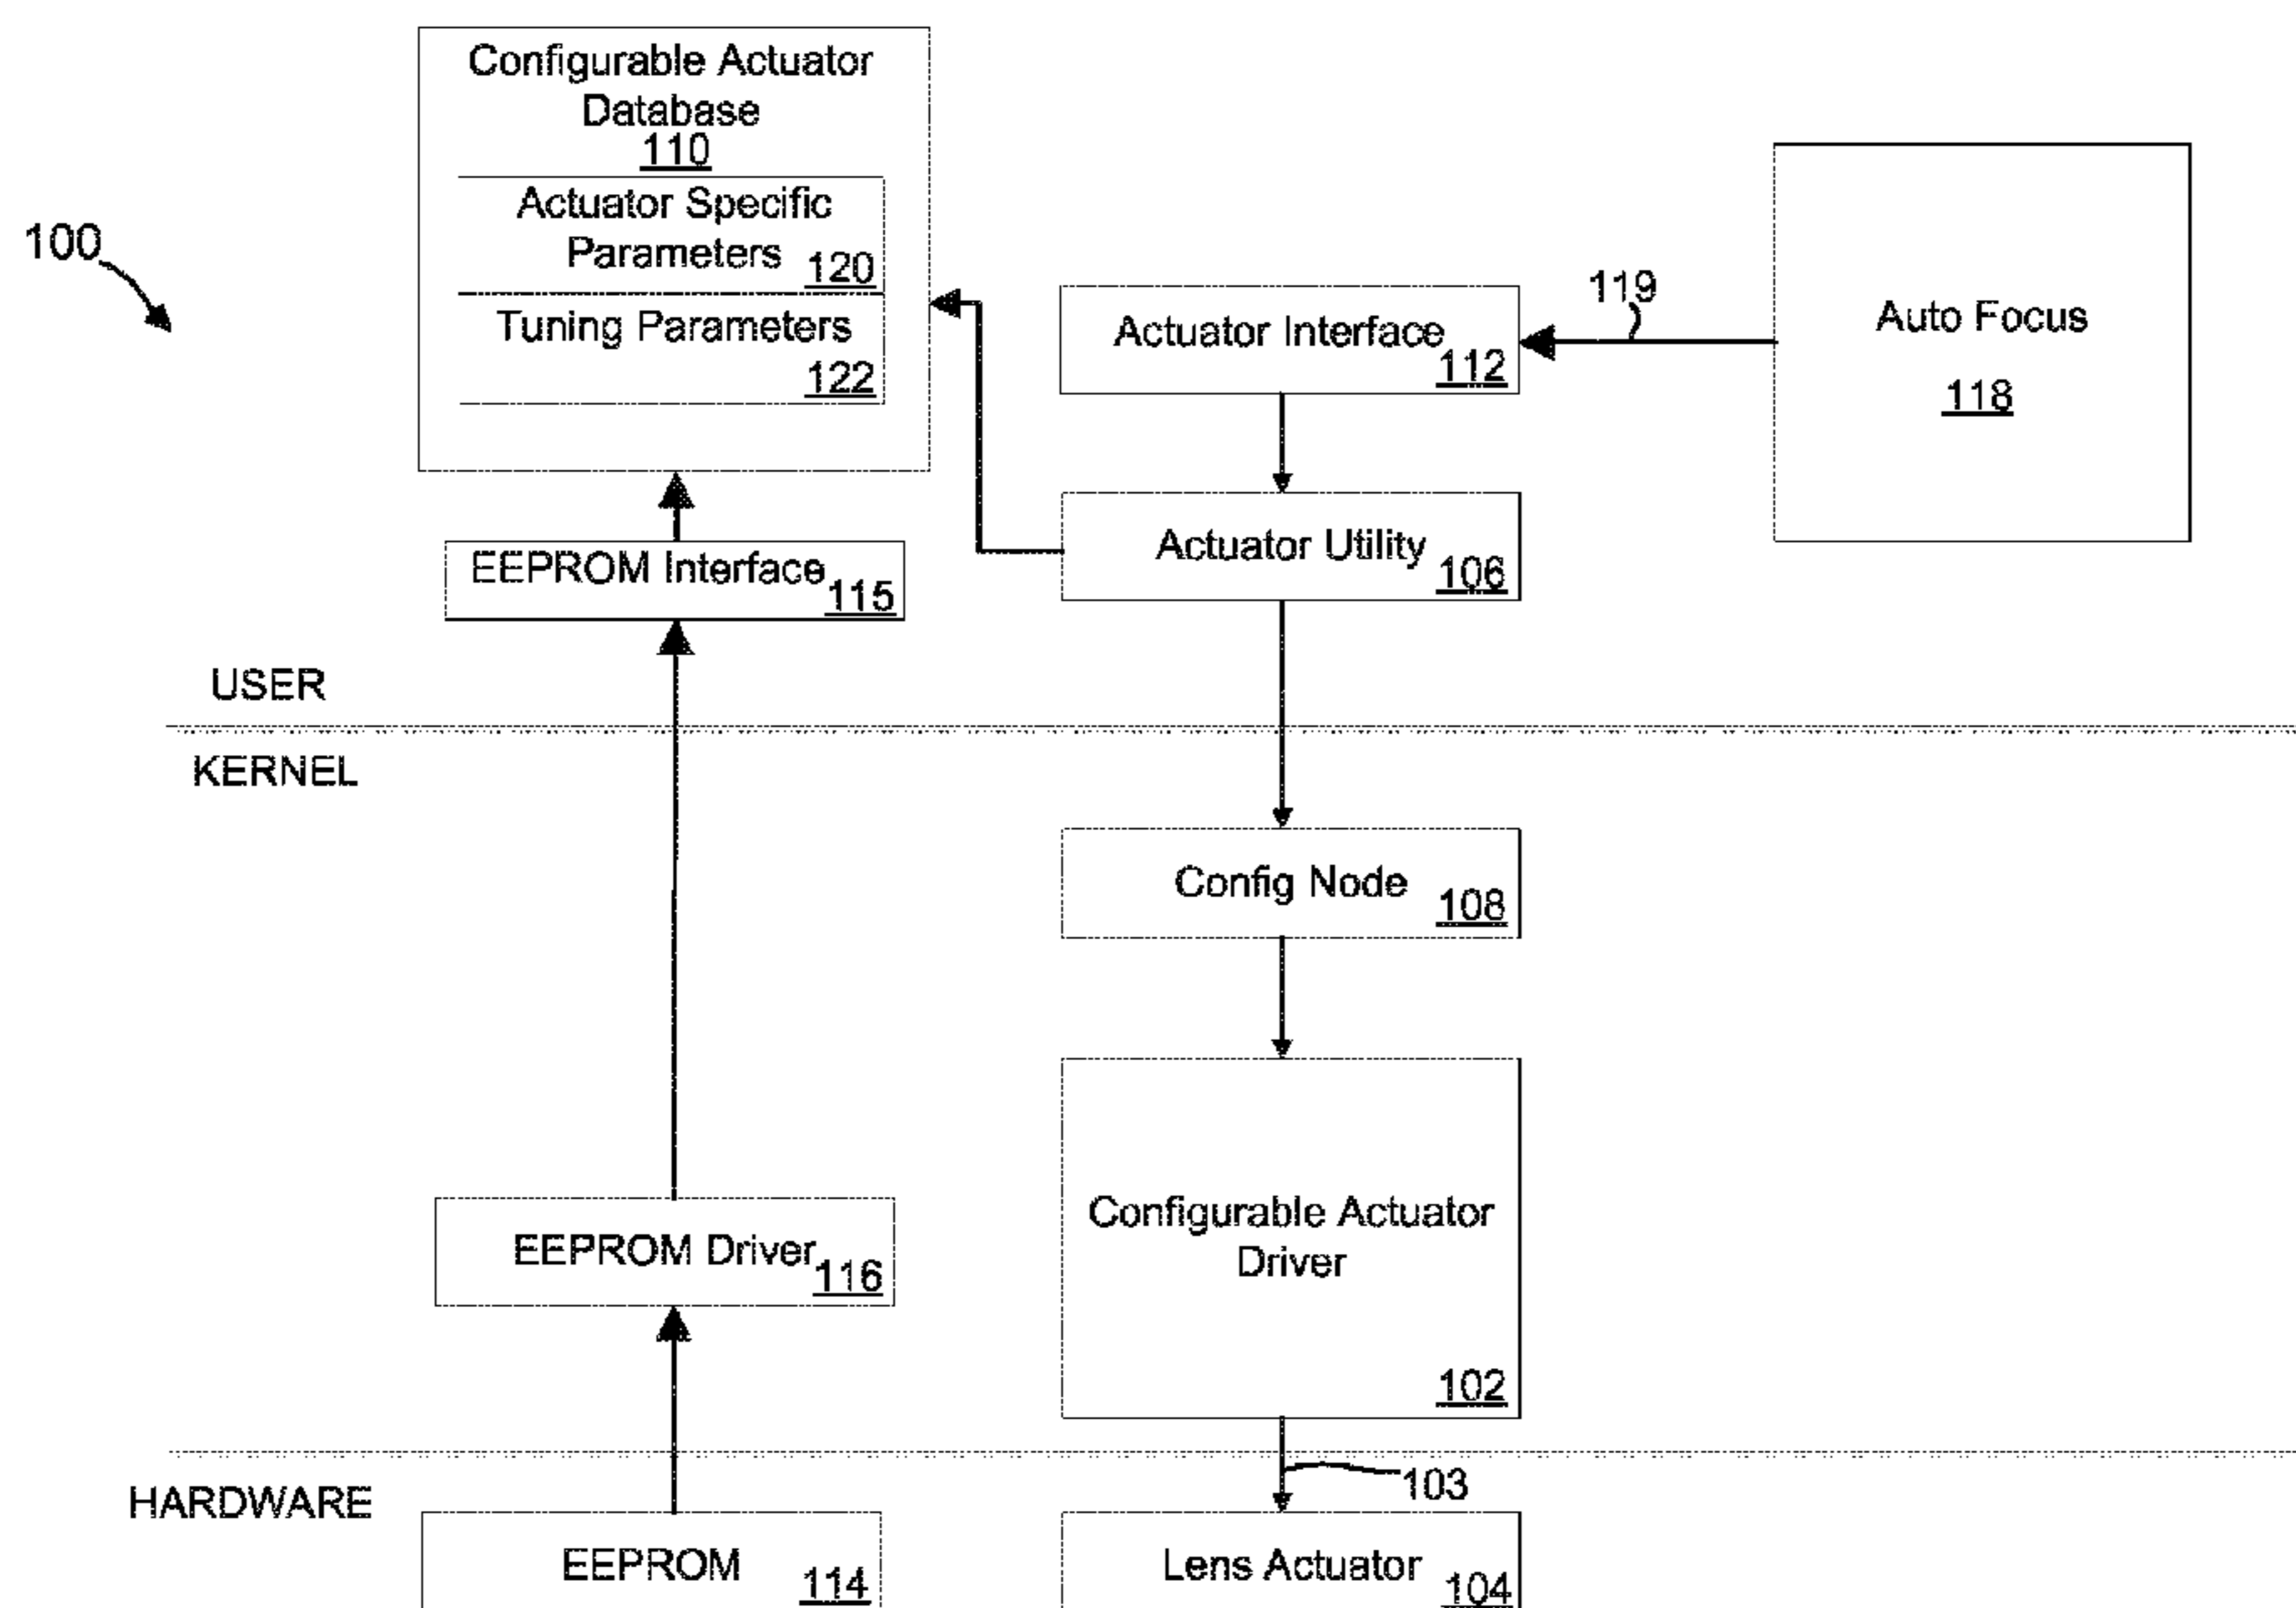 Configurable Actuator
Database
110
Actuator Specific
Parameters 120
Tuning Parameters
122
100
Actuator Interface 112
119
Auto Focus
118
EEPROM Interface 115
Actuator Utility 106
USER
KERNEL
Config Node 108
Configurable Actuator
Driver
102
EEPROM Driver 116
103
HARDWARE
EEPROM 114
Lens Actuator 104